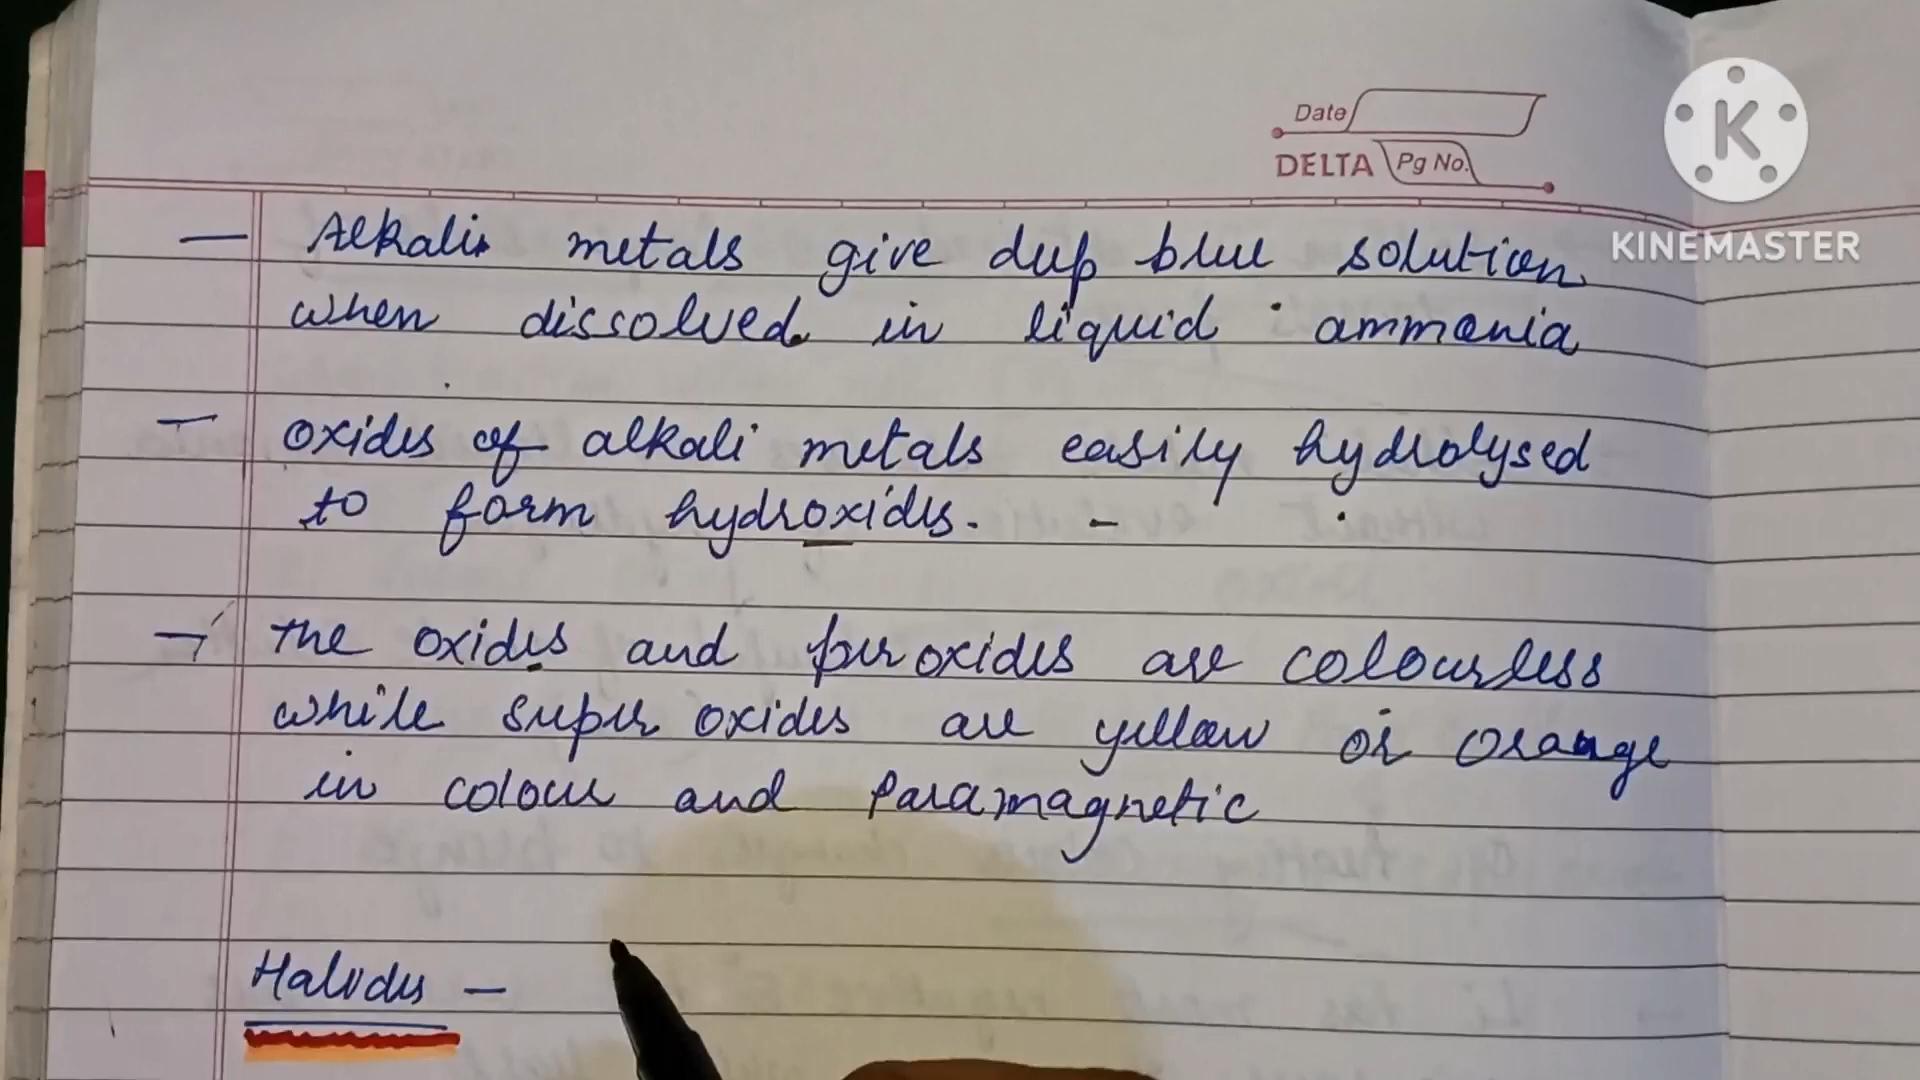 Date
DELTA Pg No.
K
KINEMASTER
— Alkali metals give deep blue solution
when dissolved in liquid ammonia
— oxides of alkali metals easily hydrolysed
to form hydroxides. -
— The oxides and peroxides are colourless
while super oxides are yellow or orange
in colour and paramagnetic
Halides —